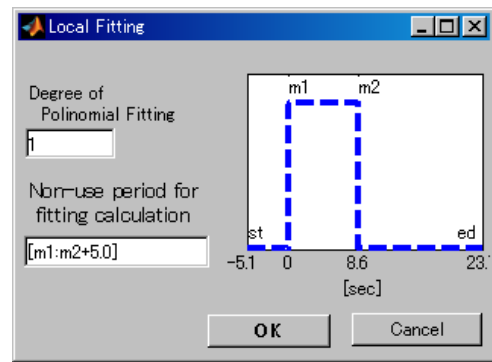 Local Fitting
Degree of
Polinomial Fitting
1
Non-use period for
fitting calculation
[m1:m2+5.0]
m1 m2
st ed
-5.1 0 8.6 23.
[sec]
OK Cancel